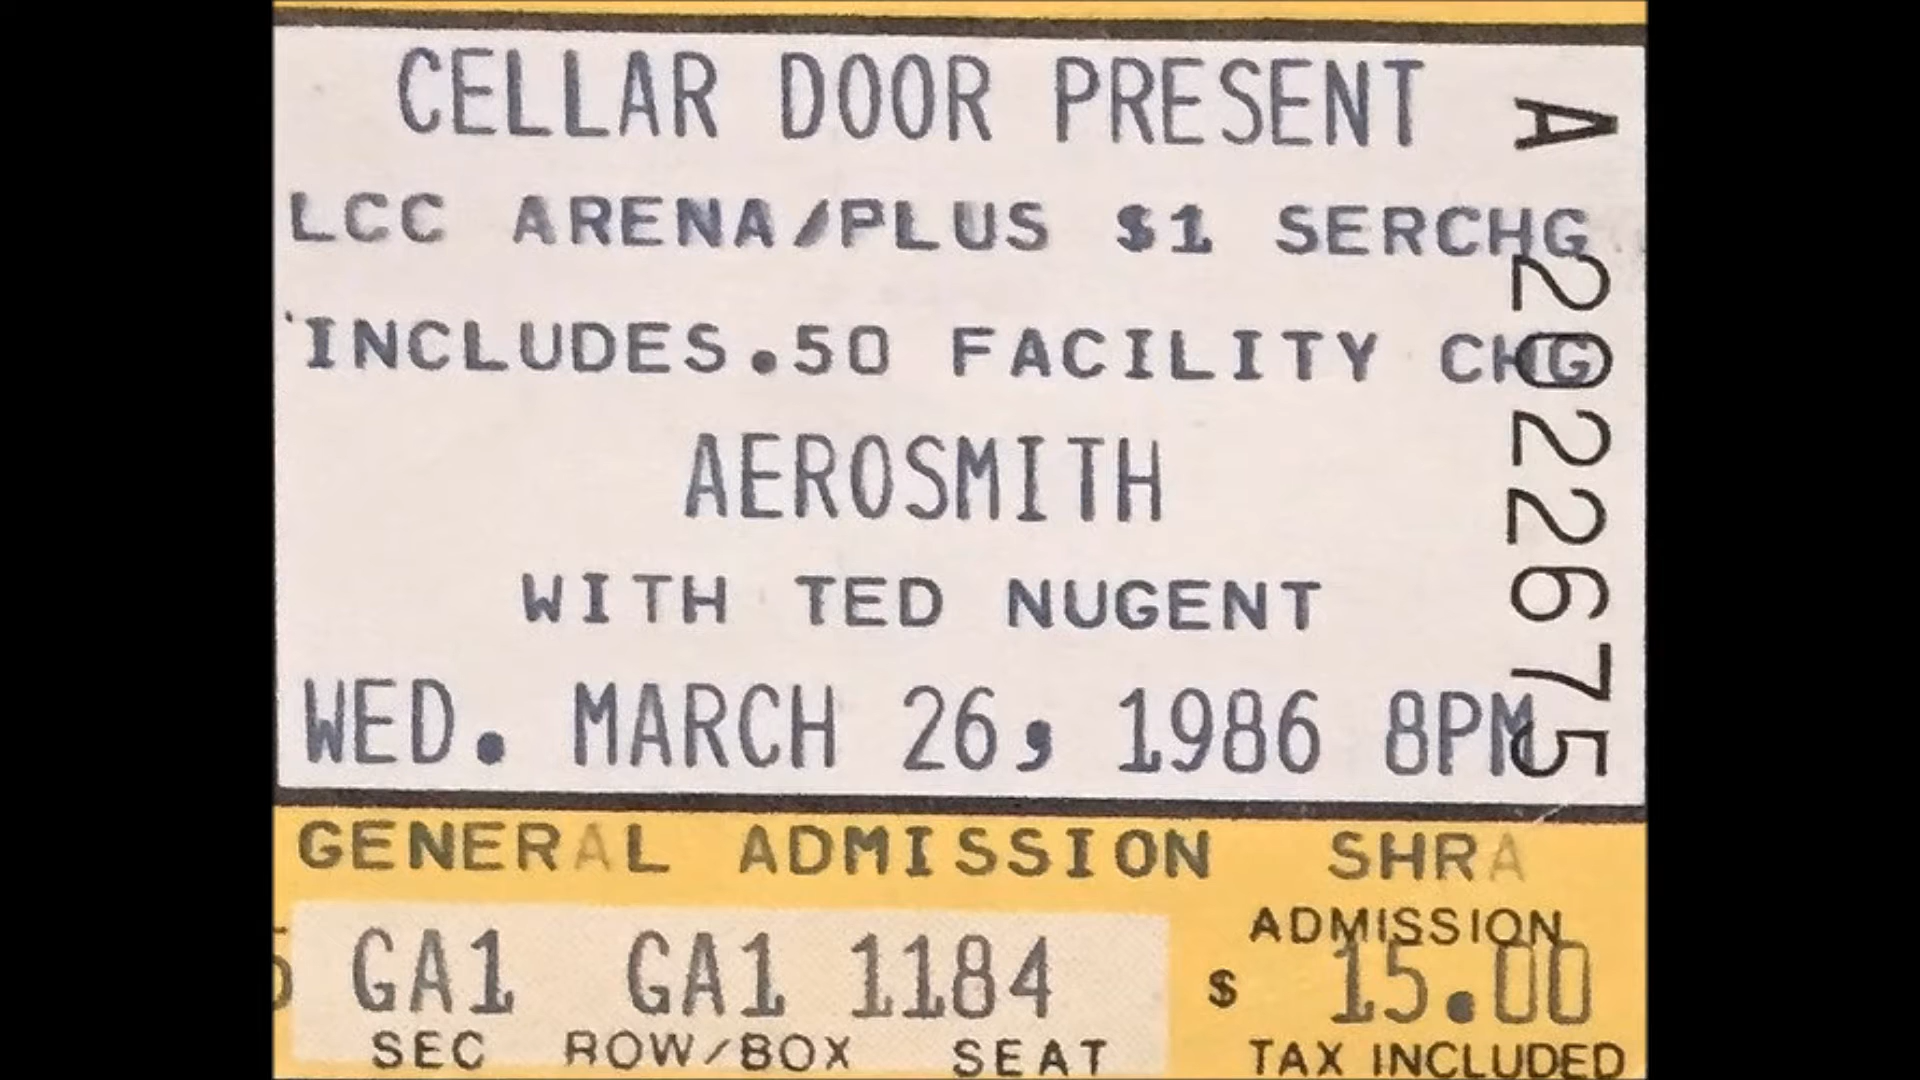 CELLAR DOOR PRESENT
LCC ARENA/PLUS $1 SERCHG
INCLUDES.50 FACILITY CHG
AEROSMITH
WITH TED NUGENT
WED. MARCH 26, 1986 8PM
A 2022675
GENERAL ADMISSION SHRA
GA1 GA1 1184
SEC ROW/BOX SEAT
ADMISSION
$ 15.00
TAX INCLUDED